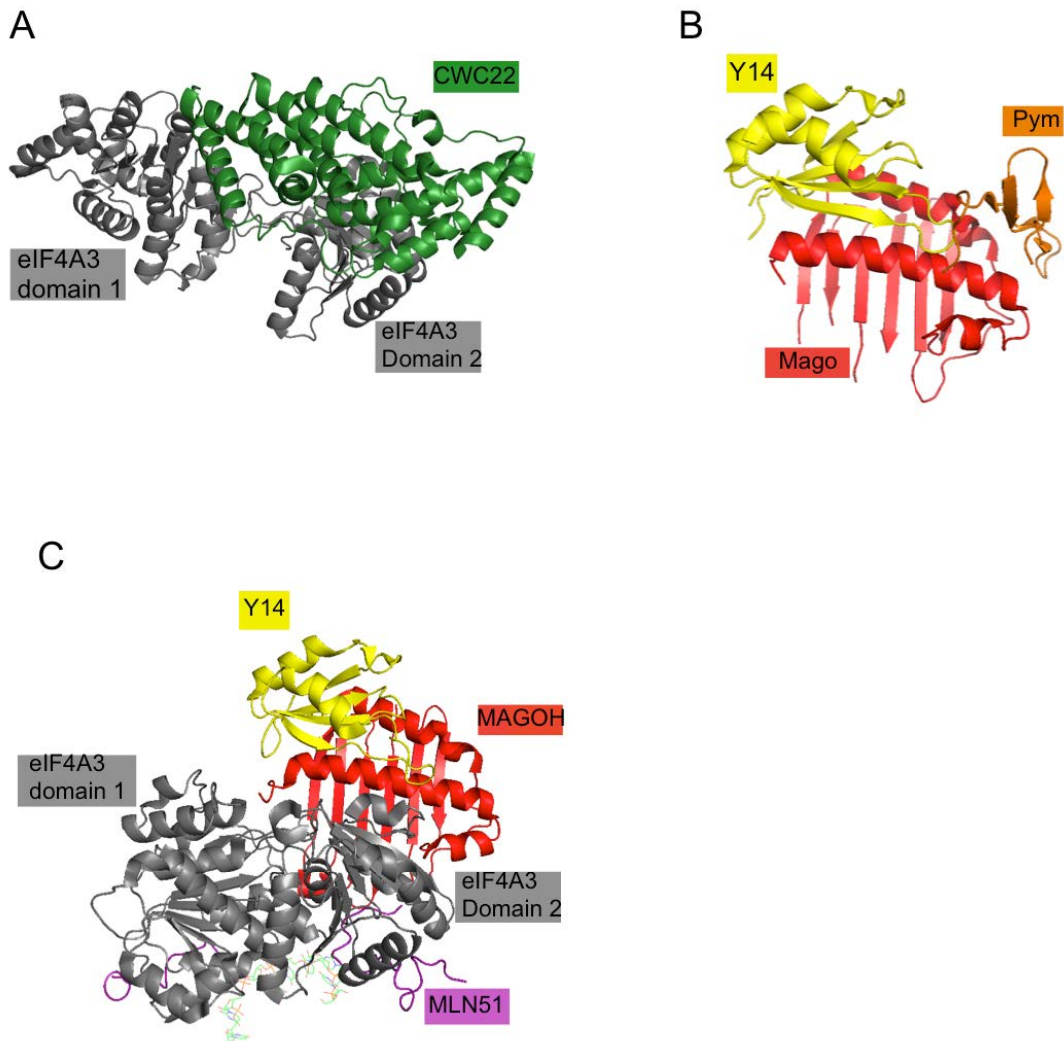 A
CWC22
eIF4A3
domain 1
eIF4A3
Domain 2
B
Y14
Pym
Mago
C
Y14
MAGOH
eIF4A3
domain 1
eIF4A3
Domain 2
MLN51